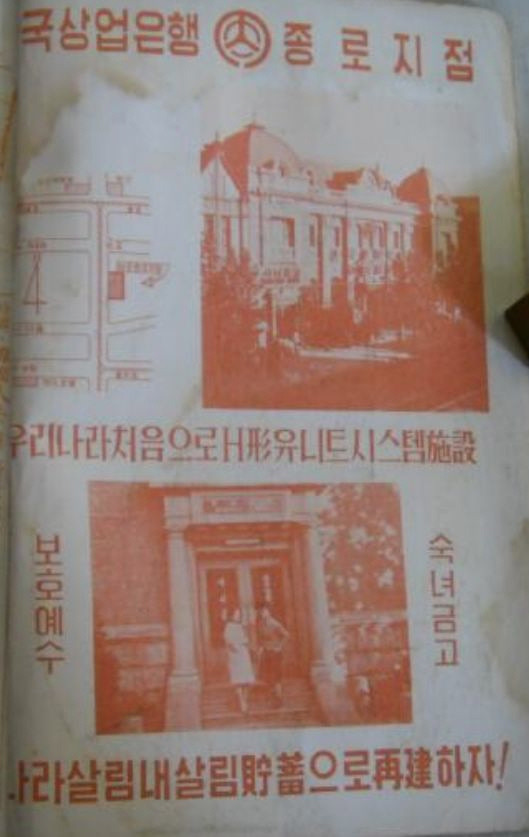 국상업은행 종로지점
우리나라처음으로H形유니트시스템施設
보호예수
숙녀금고
나라살림내살림貯蓄으로再建하자!